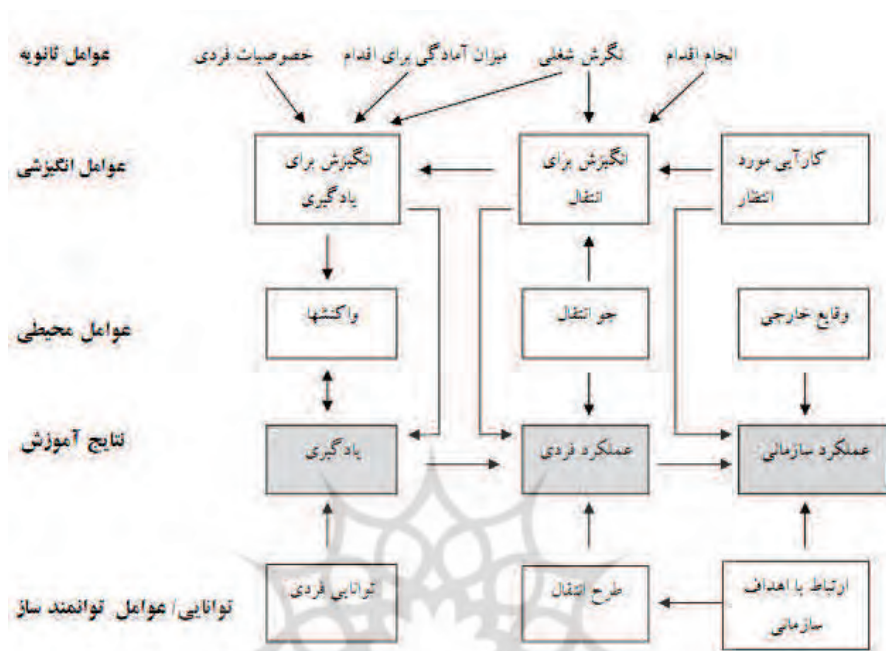 عوامل ثانویه
خصوصیات فردی
میزان آمادگی برای اقدام
نگرش شغلی
انجام اقدام
عوامل انگیزشی
انگیزش برای
یادگیری
انگیزش برای
انتقال
کارآیی مورد
انتظار
عوامل محیطی
واکنشها
جو انتقال
وقایع خارجی
نتایج آموزش
یادگیری
عملکرد فردی
عملکرد سازمانی
توانایی/ عوامل توانمند ساز
توانایی فردی
طرح انتقال
ارتباط با اهداف
سازمانی